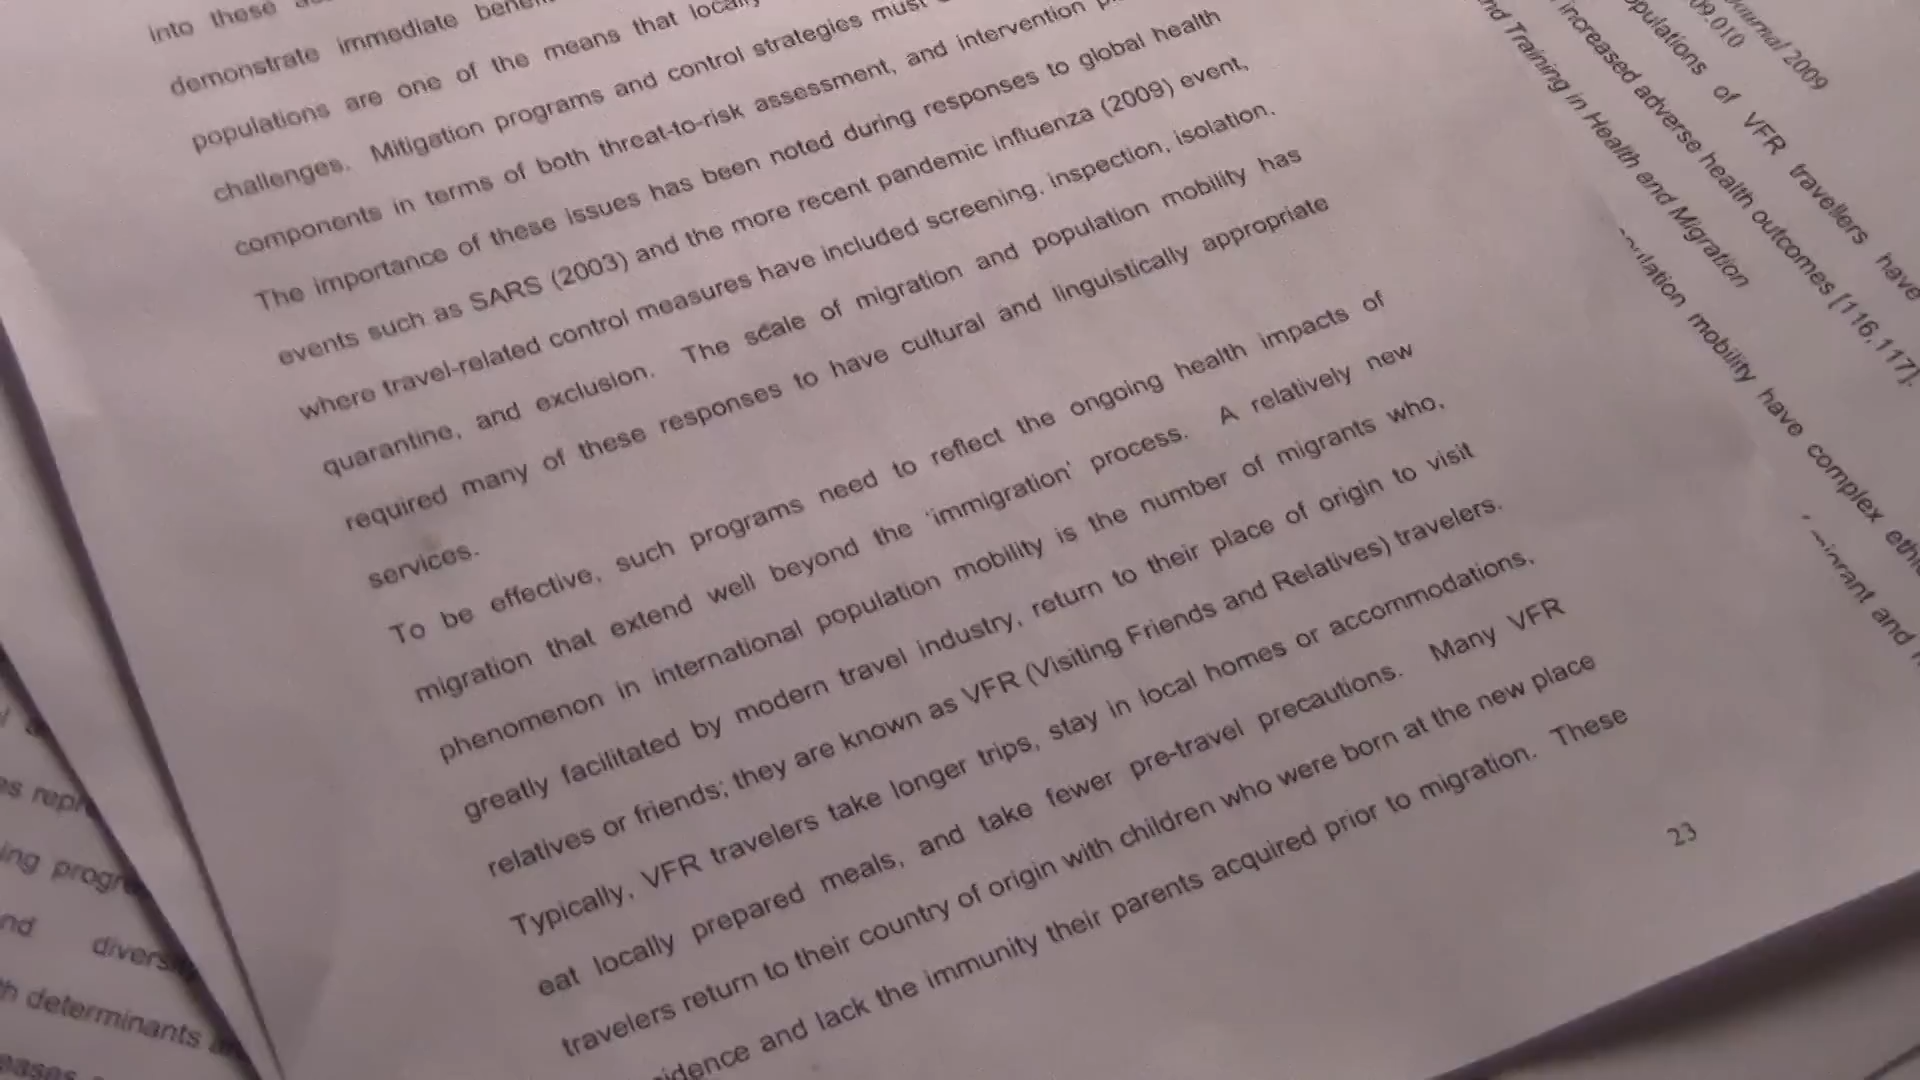 into these
demonstrate immediate
populations are one of the means that
challenges. Mitigation programs and control strategies must
components in terms of both threat-to-risk assessment, and intervention
The importance of these issues has been noted during responses to global health
events such as SARS (2003) and the more recent pandemic influenza (2009) event,
where travel-related control measures have included screening, inspection, isolation,
quarantine, and exclusion. The scale of migration and population mobility has
required many of these responses to have cultural and linguistically appropriate
services.
To be effective, such programs need to reflect the ongoing health impacts of
migration that extend well beyond the 'immigration' process. A relatively new
phenomenon in international population mobility is the number of migrants who,
greatly facilitated by modern travel industry, return to their place of origin to visit
relatives or friends; they are known as VFR (Visiting Friends and Relatives) travelers.
Typically, VFR travelers take longer trips, stay in local homes or accommodations,
eat locally prepared meals, and take fewer pre-travel precautions. Many VFR
travelers return to their country of origin with children who were born at the new place
and lack the immunity their parents acquired prior to migration. These
23
2009
09.010
of VFR travellers have
increased adverse health outcomes [116,117].
and Training in Health end Migration
mobility have complex
and
progr
determinants